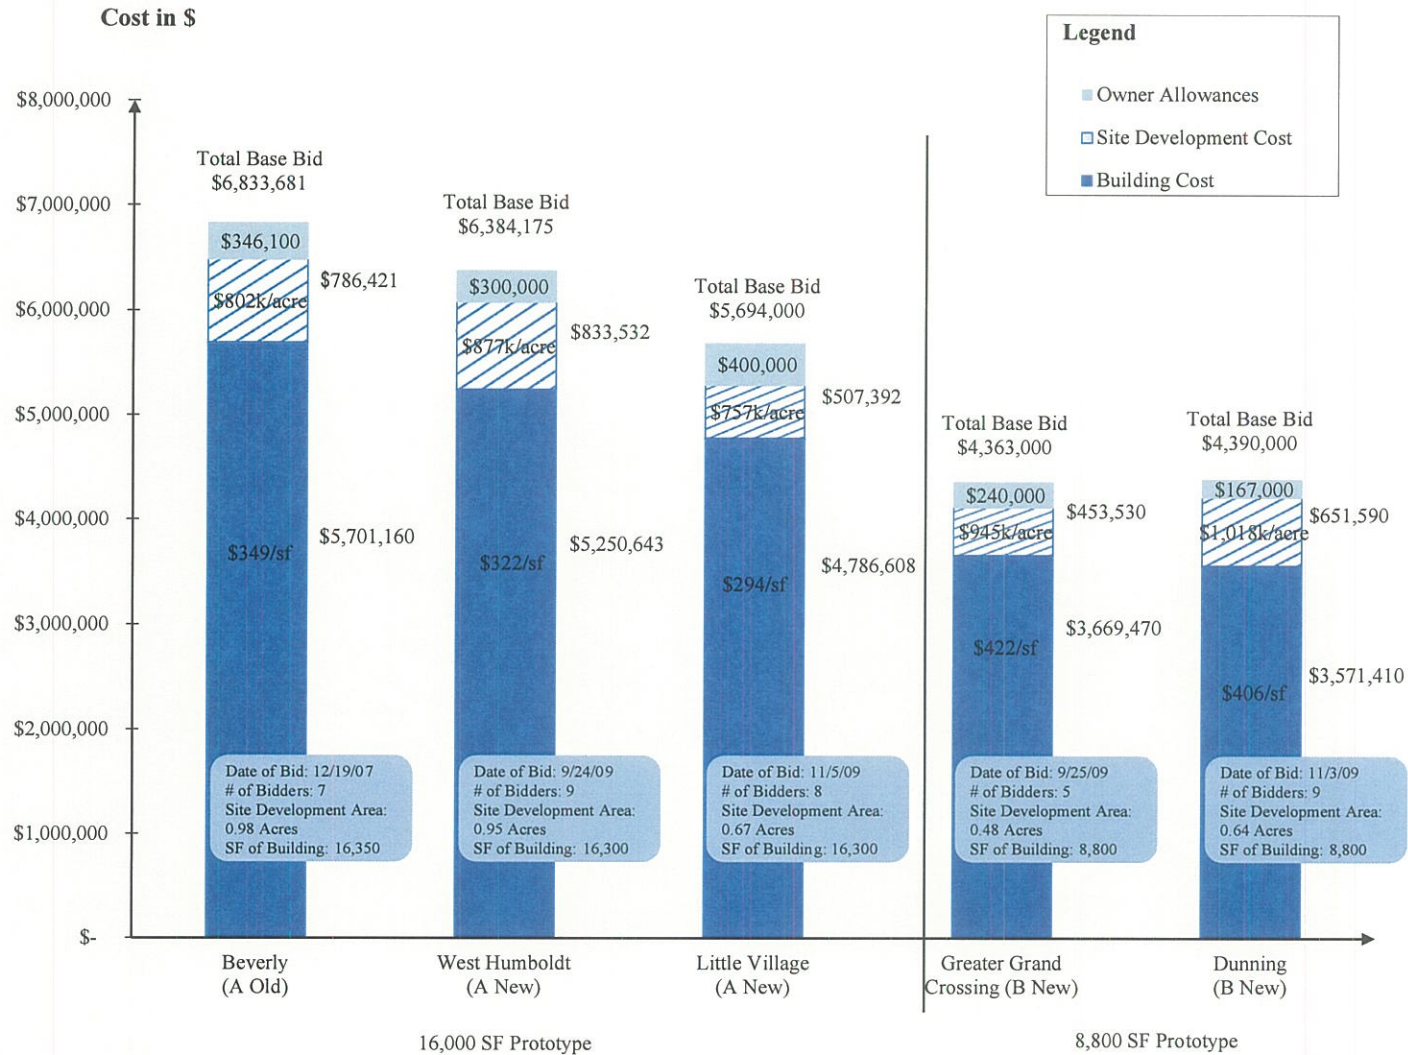 Cost in $
Legend
Owner Allowances
Site Development Cost
Building Cost
$8,000,000
$7,000,000
$6,000,000
$5,000,000
$4,000,000
$3,000,000
$2,000,000
$1,000,000
$-
Total Base Bid
$6,833,681
$346,100
$802k/acre
$786,421
$349/sf
$5,701,160
Date of Bid: 12/19/07
# of Bidders: 7
Site Development Area:
0.98 Acres
SF of Building: 16,350
Beverly
(A Old)
Total Base Bid
$6,384,175
$300,000
$877k/acre
$833,532
$322/sf
$5,250,643
Date of Bid: 9/24/09
# of Bidders: 9
Site Development Area:
0.95 Acres
SF of Building: 16,300
West Humboldt
(A New)
Total Base Bid
$5,694,000
$400,000
$757k/acre
$507,392
$294/sf
$4,786,608
Date of Bid: 11/5/09
# of Bidders: 8
Site Development Area:
0.67 Acres
SF of Building: 16,300
Little Village
(A New)
Total Base Bid
$4,363,000
$240,000
$945k/acre
$453,530
$422/sf
$3,669,470
Date of Bid: 9/25/09
# of Bidders: 5
Site Development Area:
0.48 Acres
SF of Building: 8,800
Greater Grand
Crossing (B New)
Total Base Bid
$4,390,000
$167,000
$1,018k/acre
$651,590
$406/sf
$3,571,410
Date of Bid: 11/3/09
# of Bidders: 9
Site Development Area:
0.64 Acres
SF of Building: 8,800
Dunning
(B New)
16,000 SF Prototype
8,800 SF Prototype